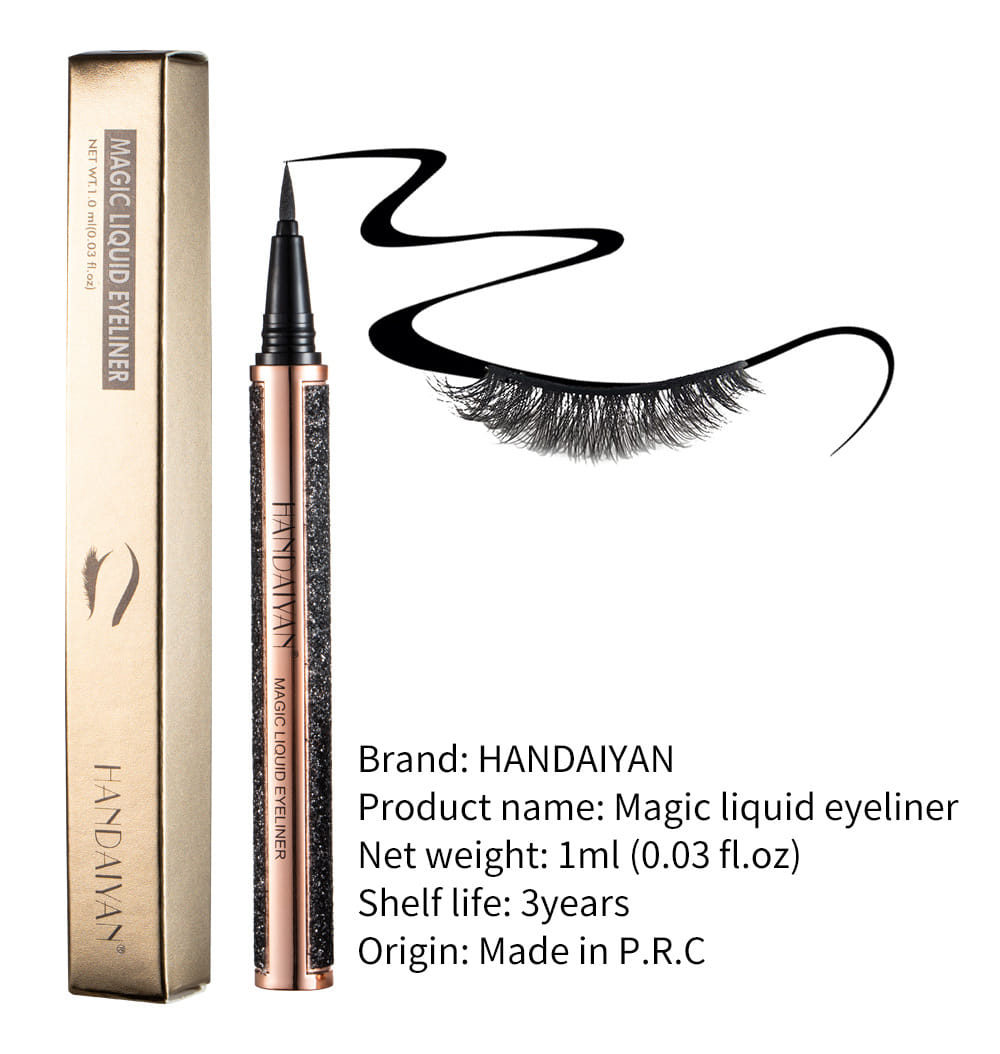 MAGIC LIQUID EYELINER
NET WT.1.0 ml(0.03 fl.oz)
HANDAIYAN®
HANDAIYAN®
MAGIC LIQUID EYELINER
Brand: HANDAIYAN
Product name: Magic liquid eyeliner
Net weight: 1ml (0.03 fl.oz)
Shelf life: 3years
Origin: Made in P.R.C